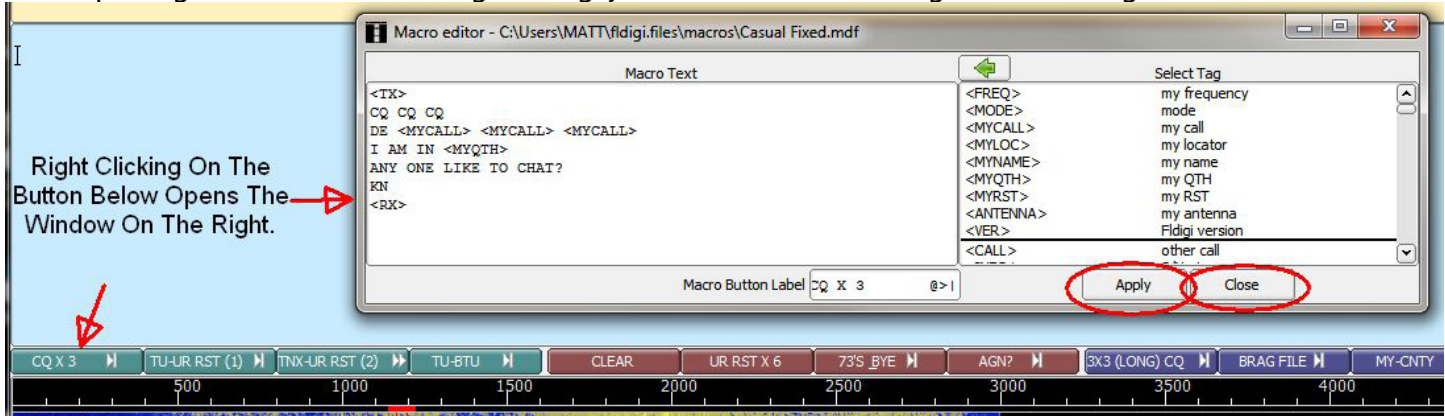 Macro editor - C:\Users\MATT\fldigi.files\macros\Casual Fixed.mdf
Macro Text
<TX>
CQ CQ CQ
DE <MYCALL> <MYCALL> <MYCALL>
I AM IN <MYQTH>
ANY ONE LIKE TO CHAT?
KN
<RX>
Select Tag
<FREQ> my frequency
<MODE> mode
<MYCALL> my call
<MYLOC> my locator
<MYNAME> my name
<MYQTH> my QTH
<MYRST> my RST
<ANTENNA> my antenna
<VER> Fldigi version
<CALL> other call
Macro Button Label CQ X 3 @>|
Apply Close
Right Clicking On The
Button Below Opens The
Window On The Right.
CQ X 3 TU-UR RST (1) TNX-UR RST (2) TU-BTU CLEAR UR RST X 6 73'S_BYE AGN? 3X3 (LONG) CQ BRAG FILE MY-CNTY
500 1000 1500 2000 2500 3000 3500 4000